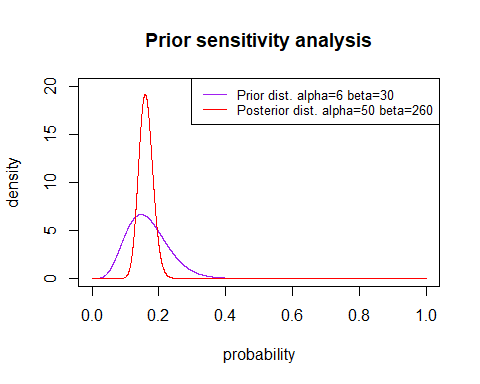 Prior sensitivity analysis
Prior dist. alpha=6 beta=30
Posterior dist. alpha=50 beta=260
density
20
15
10
5
0
0.0 0.2 0.4 0.6 0.8 1.0
probability